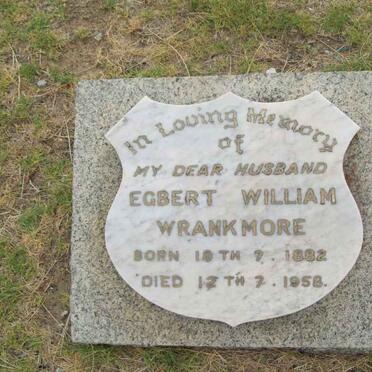 In Loving Memory
of
MY DEAR HUSBAND
EGBERT WILLIAM
WRANKMORE
BORN 18TH 7. 1882
DIED 12TH 7. 1958.